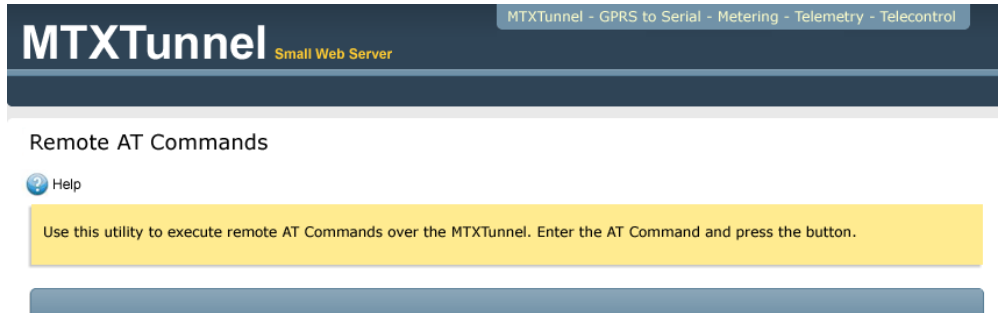 MTXTunnel - GPRS to Serial - Metering - Telemetry - Telecontrol
MTXTunnel Small Web Server
Remote AT Commands
? Help
Use this utility to execute remote AT Commands over the MTXTunnel. Enter the AT Command and press the button.